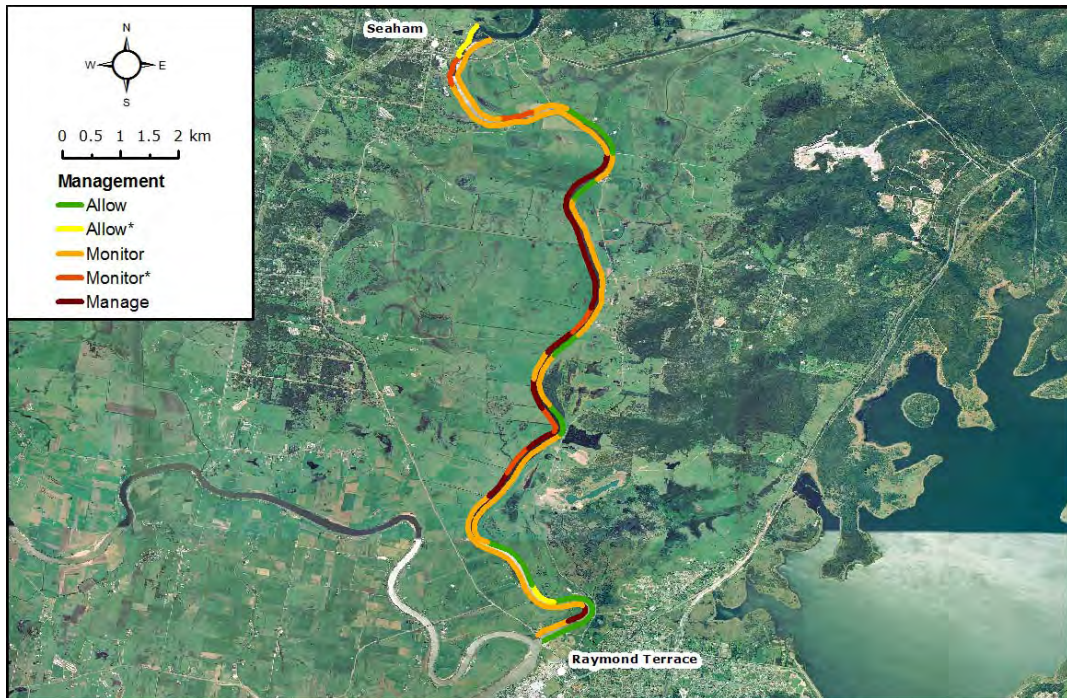 Seaham
N
W E
S
0 0.5 1 1.5 2 km
Management
Allow
Allow*
Monitor
Monitor*
Manage
Raymond Terrace